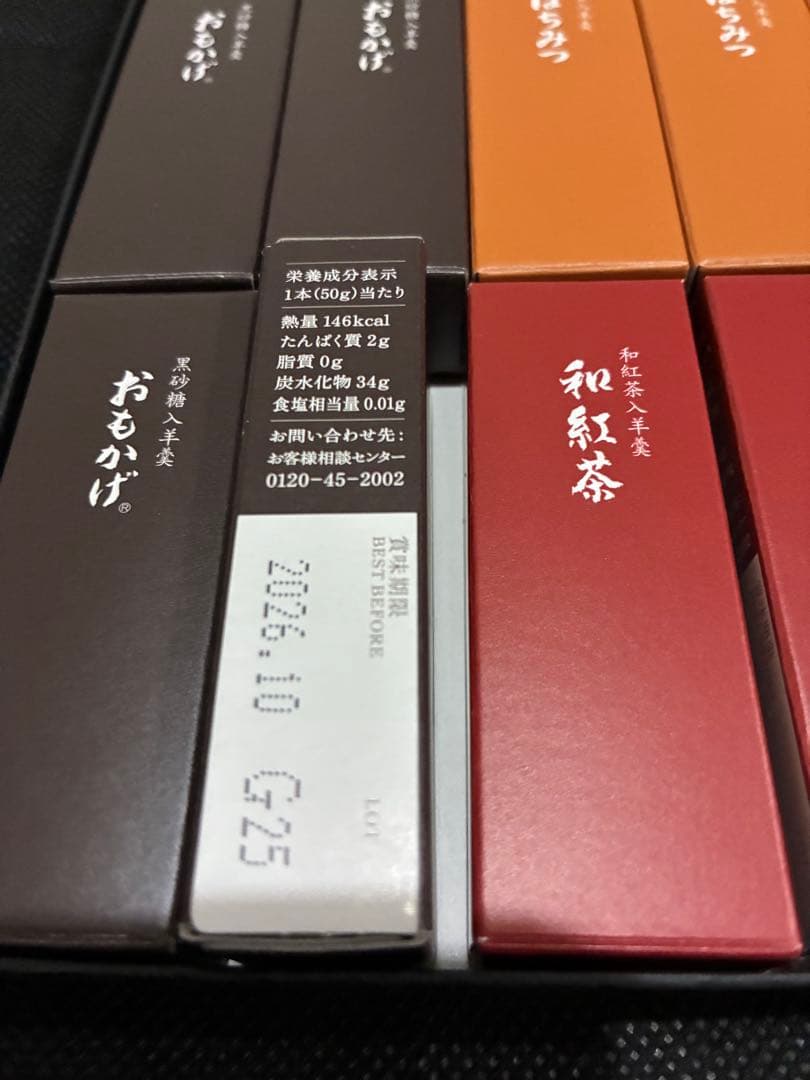 おもかげ®
おもかげ®
はちみつ
はちみつ
黒砂糖入羊羹
おもかげ®
栄養成分表示
1本(50g)当たり
熱量 146kcal
たんぱく質 2g
脂質 0g
炭水化物 34g
食塩相当量 0.01g
お問い合わせ先:
お客様相談センター
0120-45-2002
賞味期限
BEST BEFORE
2026.10
LOT
G25
和紅茶入羊羹
和紅茶